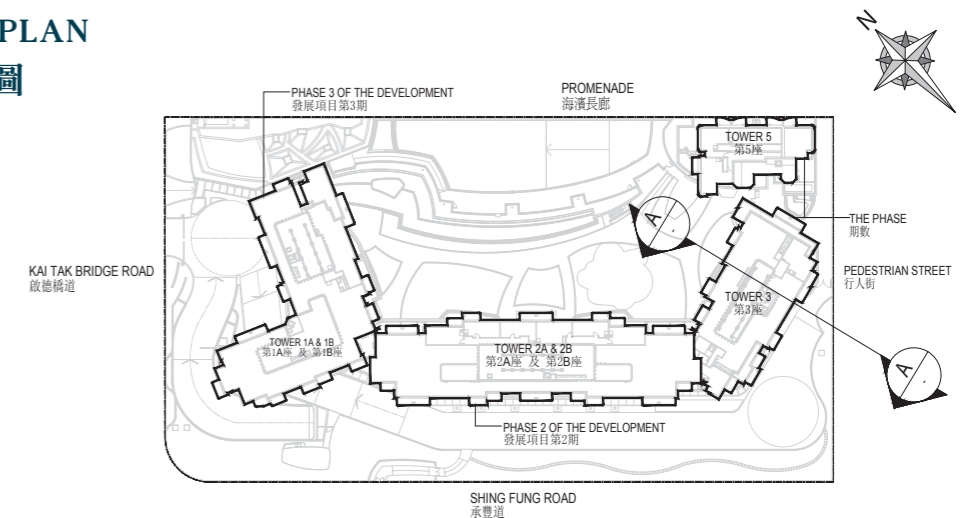 PLAN
圖
N
PHASE 3 OF THE DEVELOPMENT
發展項目第3期
PROMENADE
海濱長廊
TOWER 5
第5座
THE PHASE
期數
A
KAI TAK BRIDGE ROAD
啟德橋道
PEDESTRIAN STREET
行人街
TOWER 3
第3座
TOWER 1A & 1B
第1A座 及 第1B座
TOWER 2A & 2B
第2A座 及 第2B座
A
PHASE 2 OF THE DEVELOPMENT
發展項目第2期
SHING FUNG ROAD
承豐道